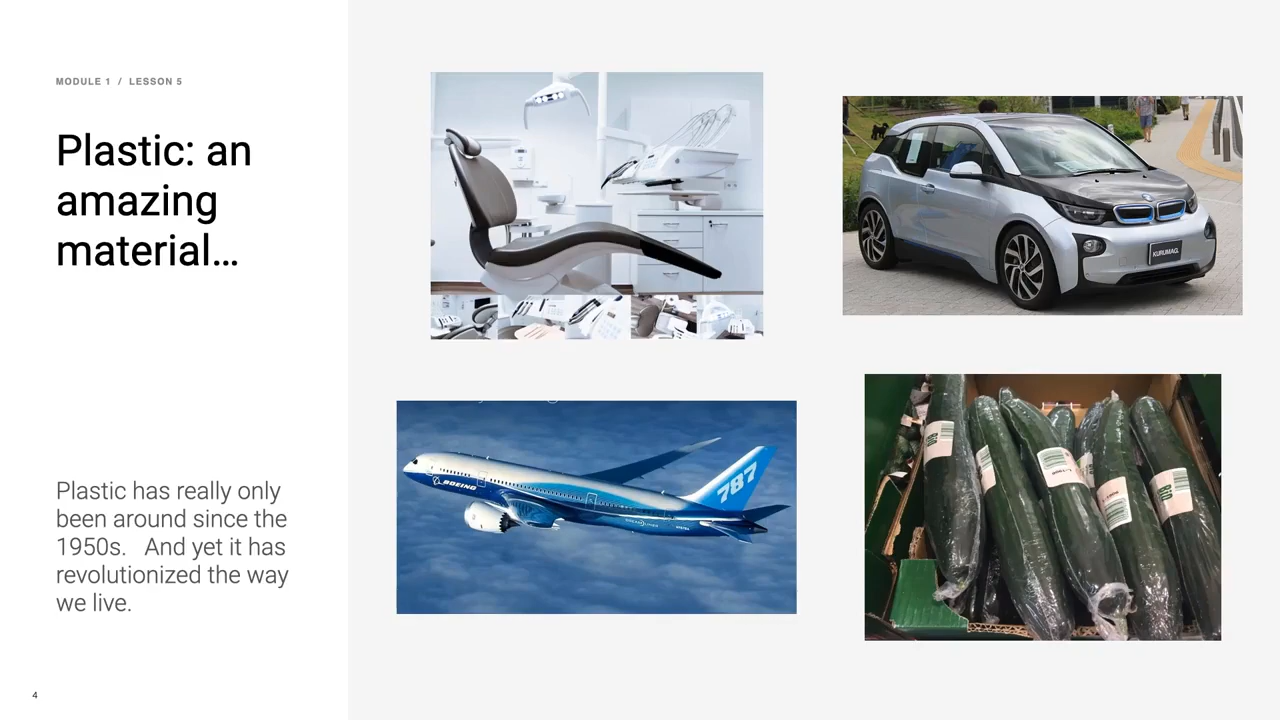 MODULE 1 / LESSON 5
Plastic: an
amazing
material…
Plastic has really only
been around since the
1950s.   And yet it has
revolutionized the way
we live.
4
KURUMAG.
BOEING
787